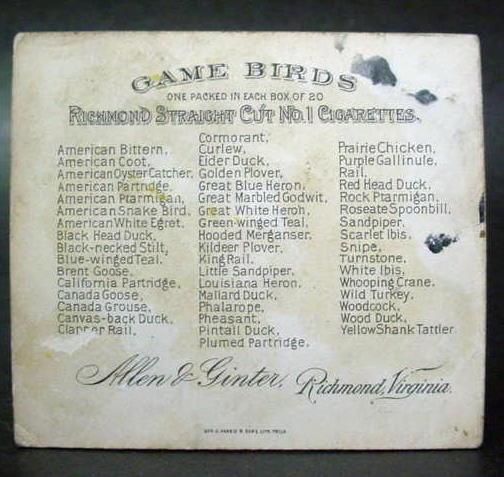 GAME BIRDS
ONE PACKED IN EACH BOX OF 20
RICHMOND STRAIGHT CUT NO. 1 CIGARETTES.
American Bittern,
American Coot,
American Oyster Catcher,
American Partridge,
American Ptarmigan,
American Snake Bird,
American White Egret,
Black Head Duck,
Black-necked Stilt,
Blue-winged Teal.
Brent Goose,
California Partridge,
Canada Goose,
Canada Grouse,
Canvas-back Duck,
Clapper Rail,
Cormorant,
Curlew,
Eider Duck,
Golden Plover,
Great Blue Heron,
Great Marbled Godwit,
Great White Heron,
Green-winged Teal,
Hooded Merganser,
Kildeer Plover,
King Rail,
Little Sandpiper,
Louisiana Heron,
Mallard Duck,
Phalarope,
Pheasant,
Pintail Duck,
Plumed Partridge.
Prairie Chicken,
Purple Gallinule,
Rail,
Red Head Duck,
Rock Ptarmigan,
Roseate Spoonbill,
Sandpiper,
Scarlet Ibis,
Snipe,
Turnstone,
White Ibis,
Whooping Crane,
Wild Turkey,
Woodcock,
Wood Duck,
Yellow Shank Tattler
Allen & Ginter, Richmond, Virginia.